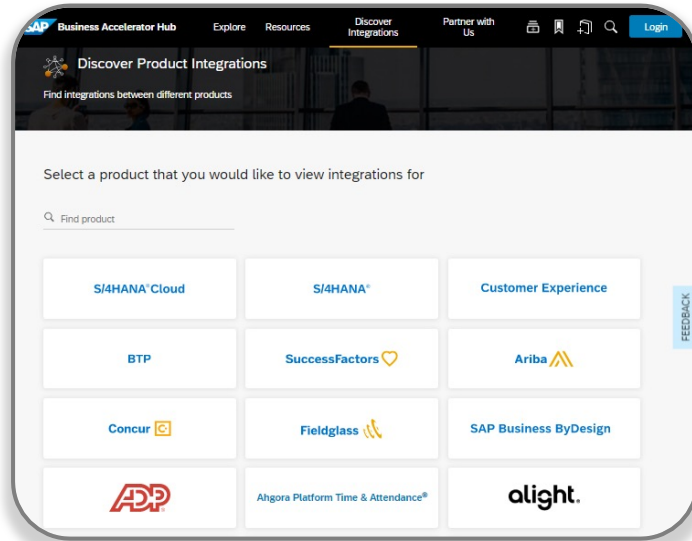 SAP Business Accelerator Hub Explore Resources Discover Integrations Partner with Us Login
Discover Product Integrations
Find integrations between different products
Select a product that you would like to view integrations for
Find product
S/4HANA® Cloud S/4HANA® Customer Experience
FEEDBACK
BTP SuccessFactors Ariba
Concur C Fieldglass SAP Business ByDesign
ADP Ahgora Platform Time & Attendance® alight.